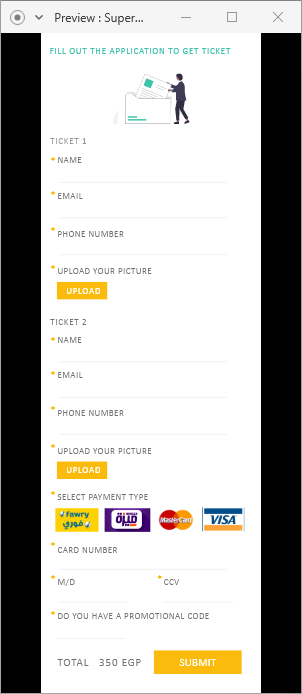 Preview : Super...
FILL OUT THE APPLICATION TO GET TICKET
TICKET 1
* NAME
* EMAIL
* PHONE NUMBER
* UPLOAD YOUR PICTURE
UPLOAD
TICKET 2
* NAME
* EMAIL
* PHONE NUMBER
* UPLOAD YOUR PICTURE
UPLOAD
* SELECT PAYMENT TYPE
fawry
فوري
MasterCard
VISA
* CARD NUMBER
* M/D * CCV
* DO YOU HAVE A PROMOTIONAL CODE
TOTAL 350 EGP SUBMIT